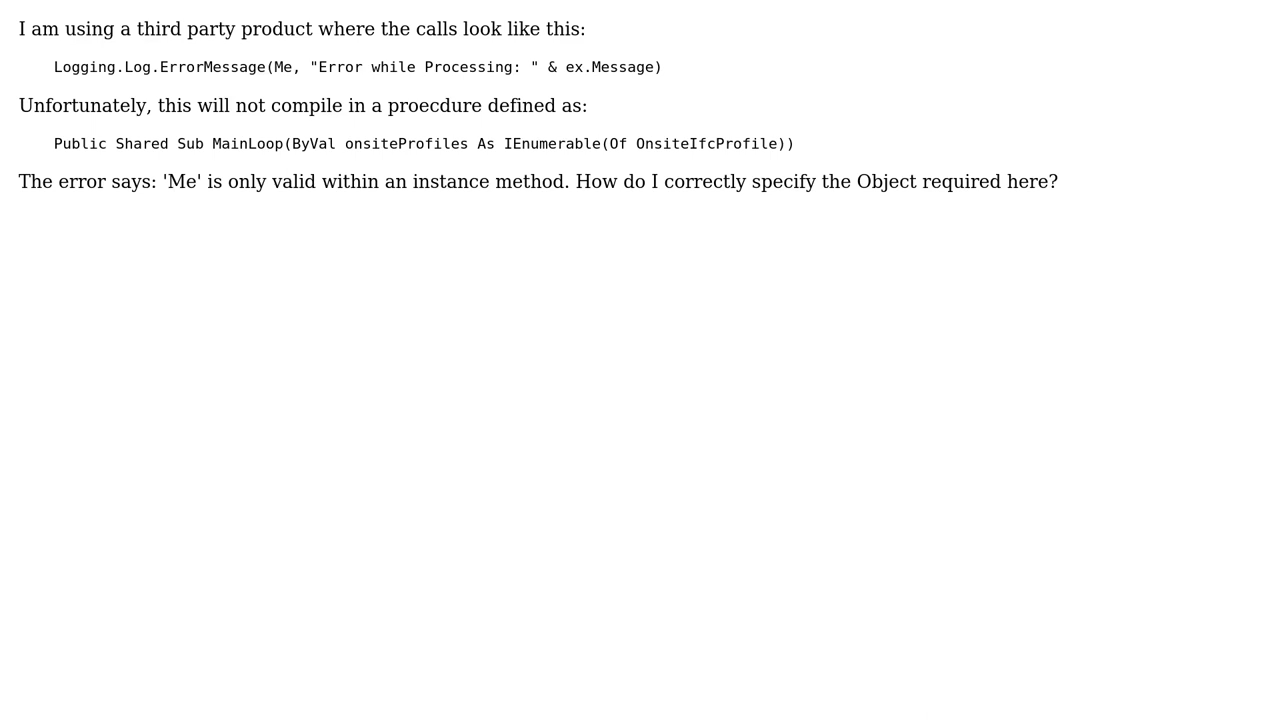 I am using a third party product where the calls look like this:
Logging.Log.ErrorMessage(Me, "Error while Processing: " & ex.Message)
Unfortunately, this will not compile in a proecdure defined as:
Public Shared Sub MainLoop(ByVal onsiteProfiles As IEnumerable(Of OnsiteIfcProfile))
The error says: 'Me' is only valid within an instance method. How do I correctly specify the Object required here?